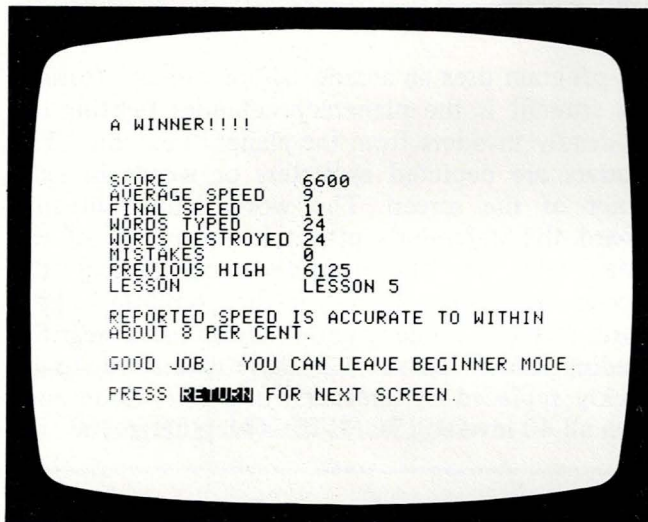 A WINNER!!!!
SCORE 6600
AVERAGE SPEED 9
FINAL SPEED 11
WORDS TYPED 24
WORDS DESTROYED 24
MISTAKES 0
PREVIOUS HIGH 6125
LESSON LESSON 5
REPORTED SPEED IS ACCURATE TO WITHIN
ABOUT 8 PER CENT.
GOOD JOB. YOU CAN LEAVE BEGINNER MODE
PRESS RETURN FOR NEXT SCREEN.